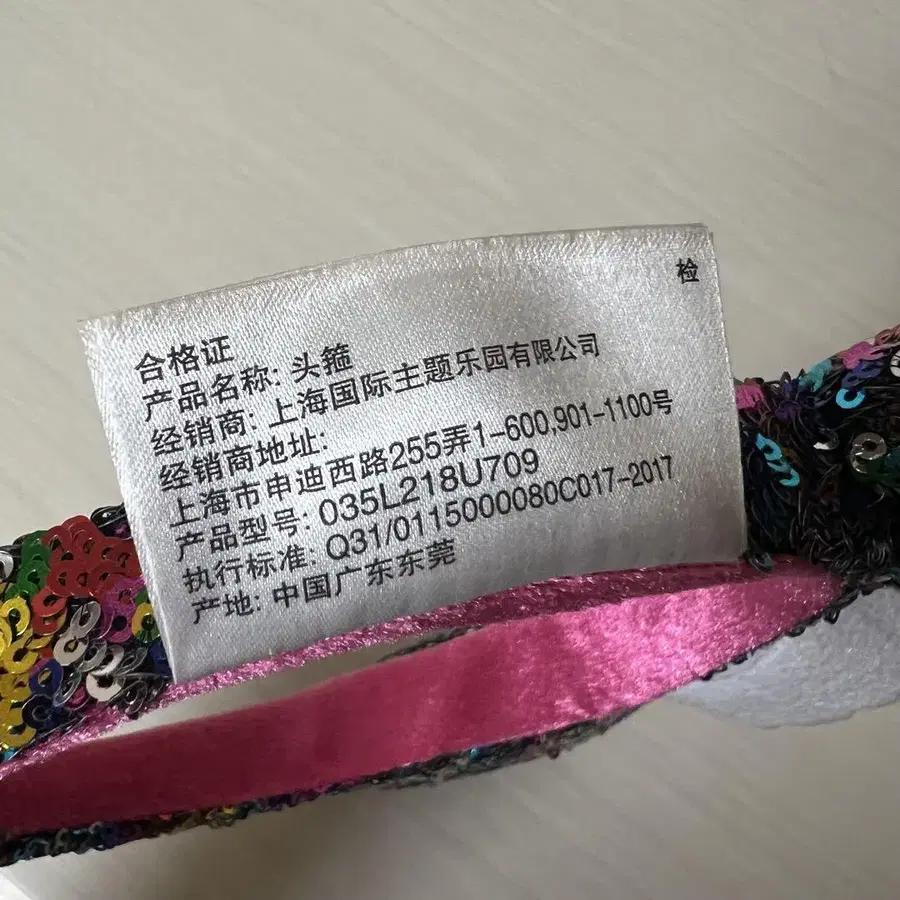 检
合格证
产品名称: 头箍
经销商: 上海国际主题乐园有限公司
经销商地址:
上海市申迪西路255弄1-600,901-1100号
产品型号: 035L218U709
执行标准: Q31/0115000080C017-2017
产地: 中国广东东莞